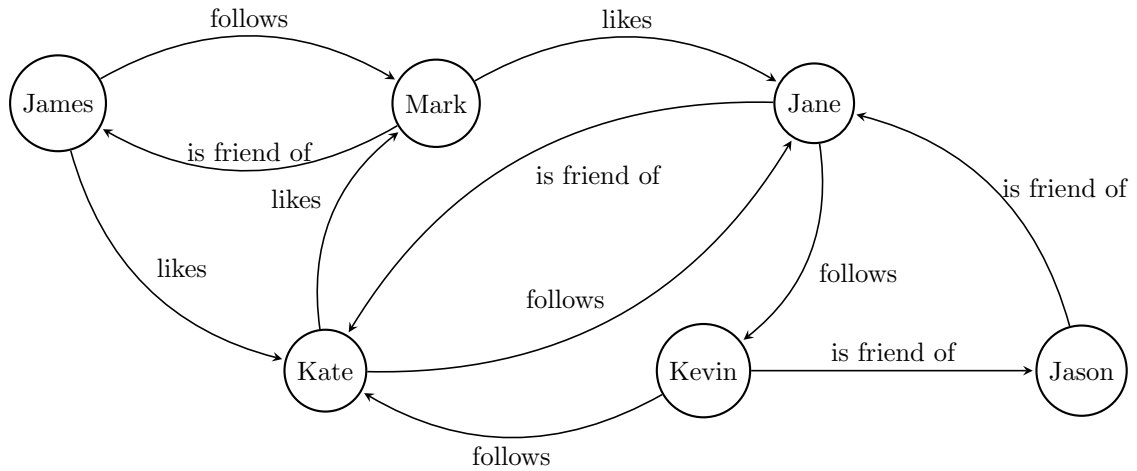 follows
likes
James
Mark
Jane
is friend of
is friend of
is friend of
likes
likes
follows
follows
is friend of
Kate
Kevin
Jason
follows